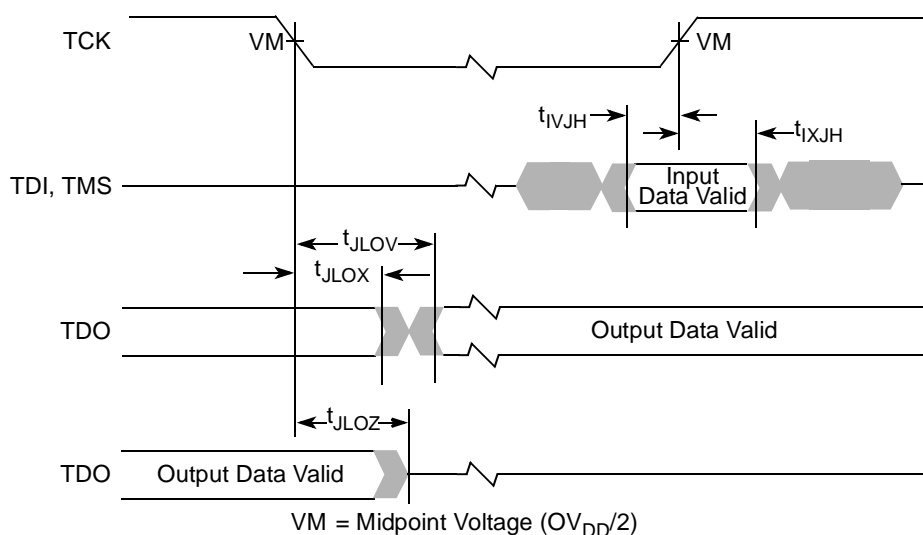 TCK
VM
VM
tIVJH
tIXJH
TDI, TMS
Input
Data Valid
tJLOV
tJLOX
TDO
Output Data Valid
tJLOZ
TDO
Output Data Valid
VM = Midpoint Voltage (OVDD/2)